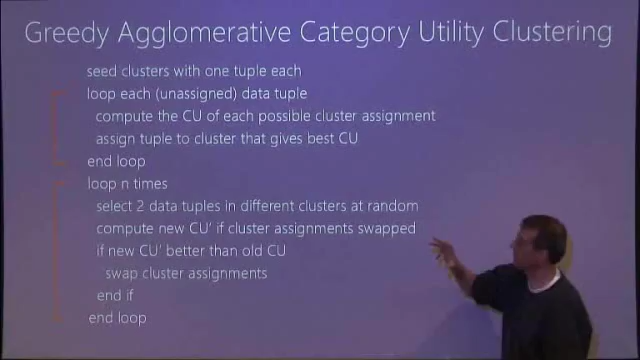 Greedy Agglomerative Category Utility Clustering
seed clusters with one tuple each
loop each (unassigned) data tuple
compute the CU of each possible cluster assignment
assign tuple to cluster that gives best CU
end loop
loop n times
select 2 data tuples in different clusters at random
compute new CU' if cluster assignments swapped
if new CU' better than old CU
swap cluster assignments
end if
end loop